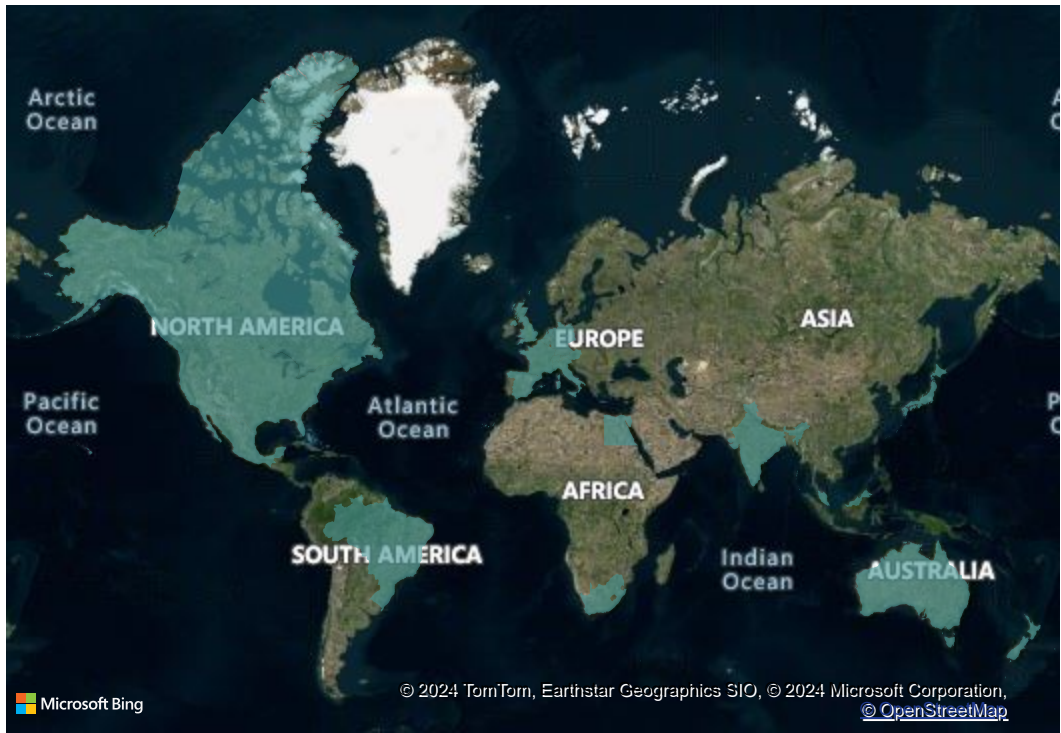 Arctic
Ocean
A
C
NORTH AMERICA
EUROPE
ASIA
Pacific
Ocean
Atlantic
Ocean
P
C
AFRICA
SOUTH AMERICA
Indian
Ocean
AUSTRALIA
Microsoft Bing
© 2024 TomTom, Earthstar Geographics SIO, © 2024 Microsoft Corporation,
© OpenStreetMap